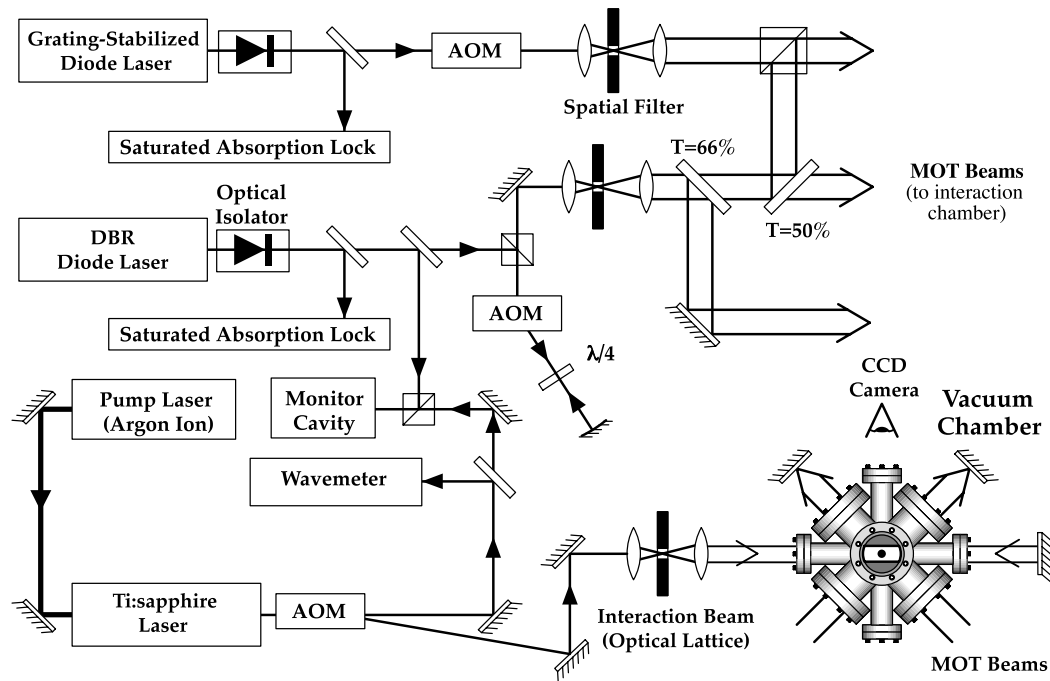 Grating-Stabilized
Diode Laser
AOM
Spatial Filter
Saturated Absorption Lock
T=66%
MOT Beams
(to interaction
chamber)
T=50%
Optical
Isolator
DBR
Diode Laser
AOM
Saturated Absorption Lock
λ/4
CCD
Camera
Vacuum
Chamber
Pump Laser
(Argon Ion)
Monitor
Cavity
Wavemeter
Ti:sapphire
Laser
AOM
Interaction Beam
(Optical Lattice)
MOT Beams